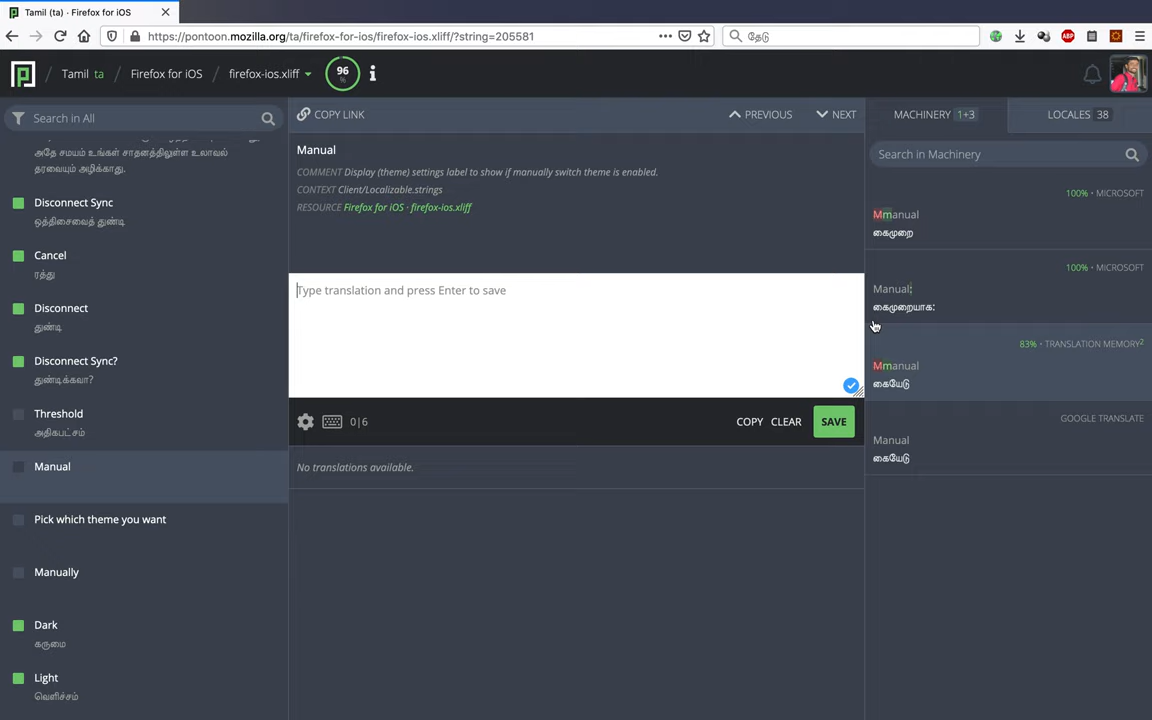 Tamil (ta) · Firefox for iOS
https://pontoon.mozilla.org/ta/firefox-for-ios/firefox-ios.xliff/?string=205581
தேடு
ABP
/ Tamil ta / Firefox for iOS / firefox-ios.xliff
96
%
Search in All
அதே சமயம் உங்கள் சாதனத்திலுள்ள உலாவல்
தரவையும் அழிக்காது.
Disconnect Sync
ஒத்திசைவைத் துண்டி
Cancel
ரத்து
Disconnect
துண்டி
Disconnect Sync?
துண்டிக்கவா?
Threshold
அதிகபட்சம்
Manual
Pick which theme you want
Manually
Dark
கருமை
Light
வெளிச்சம்
COPY LINK
PREVIOUS
NEXT
Manual
COMMENT Display (theme) settings label to show if manually switch theme is enabled.
CONTEXT Client/Localizable.strings
RESOURCE Firefox for iOS · firefox-ios.xliff
Type translation and press Enter to save
0|6
COPY
CLEAR
SAVE
No translations available.
MACHINERY 1+3
LOCALES 38
Search in Machinery
100% • MICROSOFT
Mmanual
கைமுறை
100% • MICROSOFT
Manual:
கைமுறையாக:
83% • TRANSLATION MEMORY2
Mmanual
கையேடு
GOOGLE TRANSLATE
Manual
கையேடு